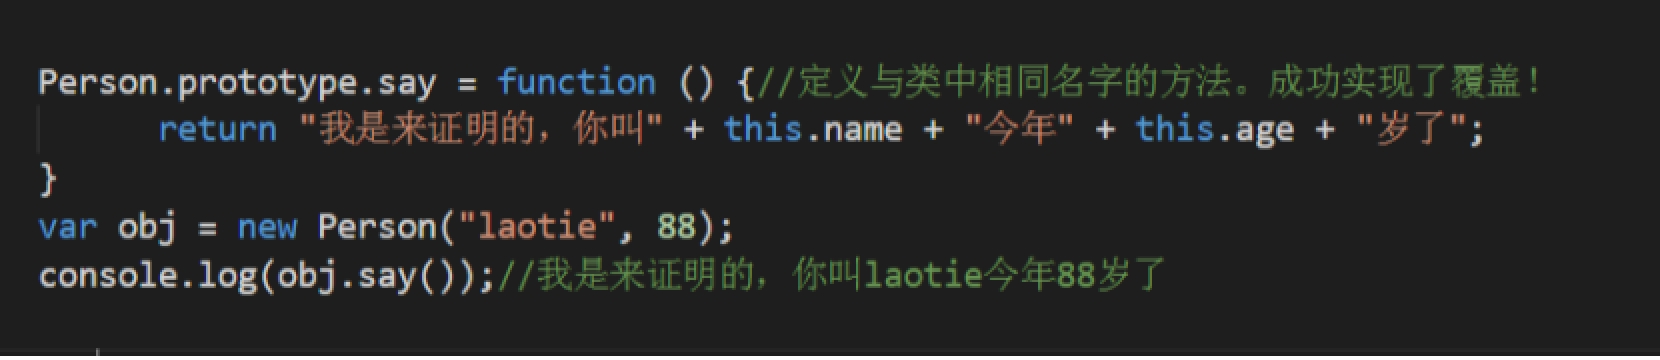 Person.prototype.say = function () {//定义与类中相同名字的方法。成功实现了覆盖！
return "我是来证明的，你叫" + this.name + "今年" + this.age + "岁了";
}
var obj = new Person("laotie", 88);
console.log(obj.say());//我是来证明的，你叫laotie今年88岁了